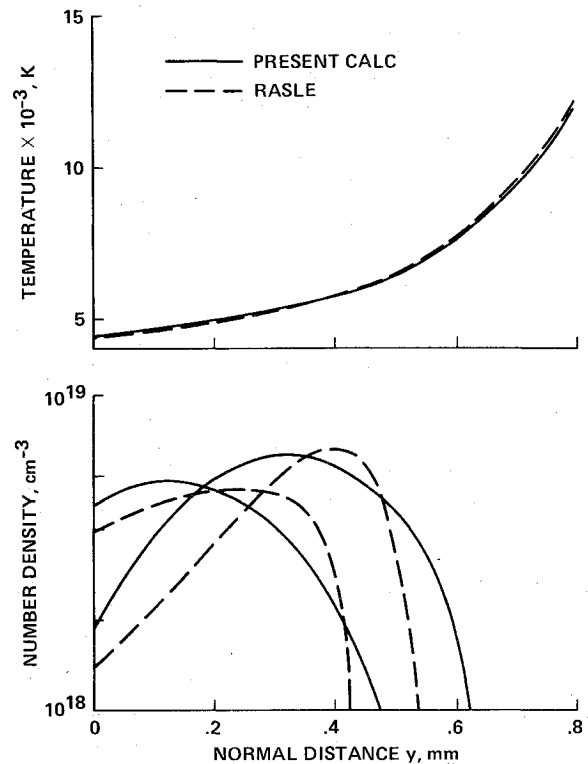 15
10
5
TEMPERATURE × 10⁻³, K
PRESENT CALC
RASLE
10¹⁹
10¹⁸
NUMBER DENSITY, cm⁻³
0
.2
.4
.6
.8
NORMAL DISTANCE y, mm